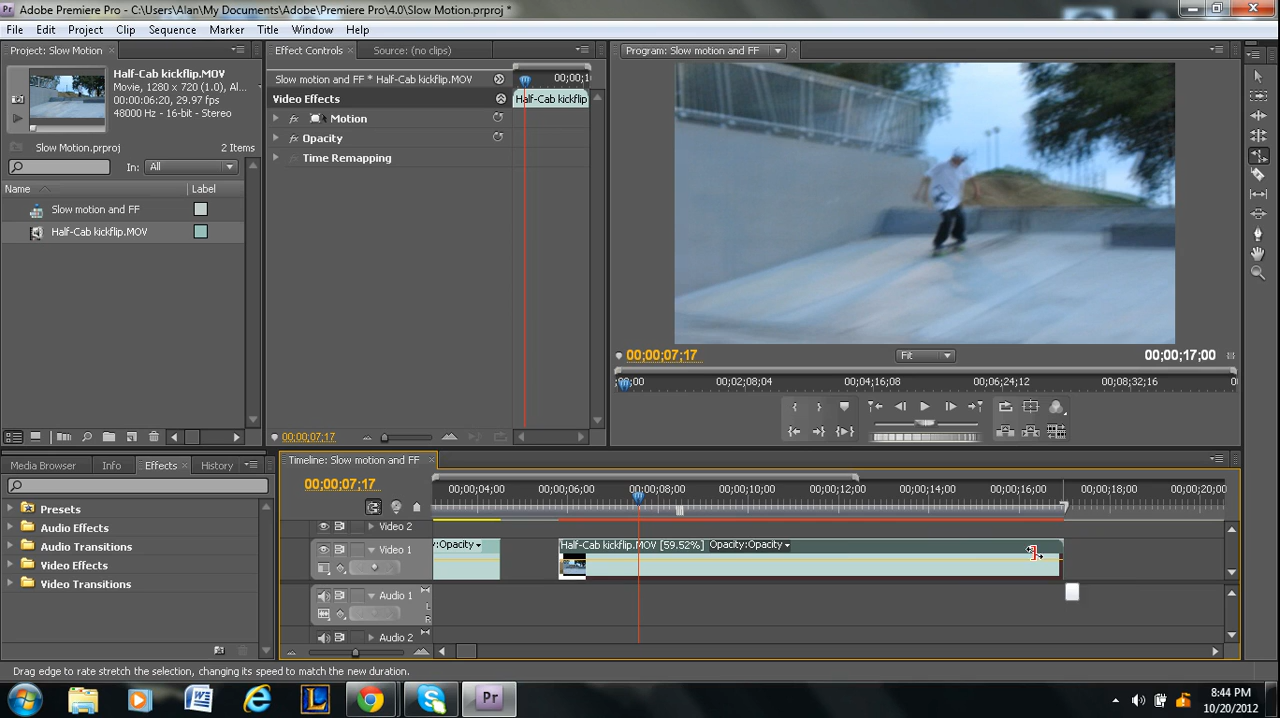 Adobe Premiere Pro - C:\Users\Alan\My Documents\Adobe\Premiere Pro\4.0\Slow Motion.prproj *
File Edit Project Clip Sequence Marker Title Window Help
Project: Slow Motion
Half-Cab kickflip.MOV
Movie, 1280 x 720 (1.0), Al...
00:00:06:20, 29.97 fps
48000 Hz - 16-bit - Stereo
Slow Motion.prproj 2 Items
In: All
Name Label
Slow motion and FF
Half-Cab kickflip.MOV
Effect Controls Source: (no clips)
Slow motion and FF * Half-Cab kickflip.MOV
00;00;1
Video Effects
Half-Cab kickflip
fx Motion
fx Opacity
Time Remapping
00;00;07;17
Program: Slow motion and FF
00;00;07;17 Fit 00;00;17;00
;00;00 00;02;08;04 00;04;16;08 00;06;24;12 00;08;32;16 0
Media Browser Info Effects History
Presets
Audio Effects
Audio Transitions
Video Effects
Video Transitions
Timeline: Slow motion and FF
00;00;07;17
00;00;04;00 00;00;06;00 00;00;08;00 00;00;10;00 00;00;12;00 00;00;14;00 00;00;16;00 00;00;18;00 00;00;20;00
Video 2
Video 1
:Opacity
Half-Cab kickflip.MOV [59.52%] Opacity:Opacity
Audio 1
L
R
Audio 2
Drag edge to rate stretch the selection, changing its speed to match the new duration.
Pr
8:44 PM
10/20/2012